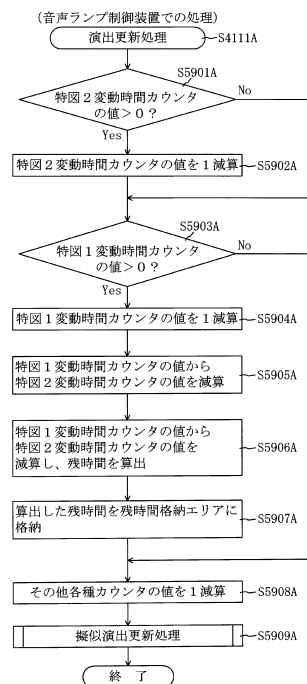 (音声ランプ制御装置での処理)
演出更新処理
S4111A
S5901A
特図2変動時間カウンタ
の値>0?
No
Yes
特図2変動時間カウンタの値を1減算
S5902A
S5903A
特図1変動時間カウンタ
の値>0?
No
Yes
特図1変動時間カウンタの値を1減算
S5904A
特図1変動時間カウンタの値から
特図2変動時間カウンタの値を減算
S5905A
特図1変動時間カウンタの値から
特図2変動時間カウンタの値を
減算し、残時間を算出
S5906A
算出した残時間を残時間格納エリアに
格納
S5907A
その他各種カウンタの値を1減算
S5908A
擬似演出更新処理
S5909A
終 了